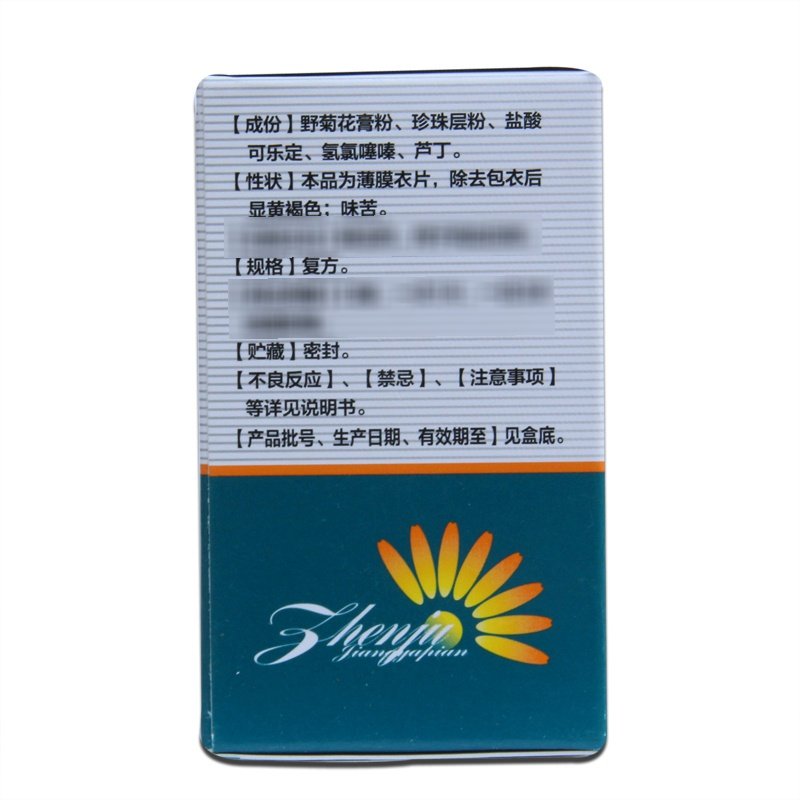 【成份】野菊花膏粉、珍珠层粉、盐酸
可乐定、氢氯噻嗪、芦丁。
【性状】本品为薄膜衣片，除去包衣后
显黄褐色；味苦。
【规格】复方。
【贮藏】密封。
【不良反应】、【禁忌】、【注意事项】
等详见说明书。
【产品批号、生产日期、有效期至】见盒底。
Zhenju
Jiangyapian